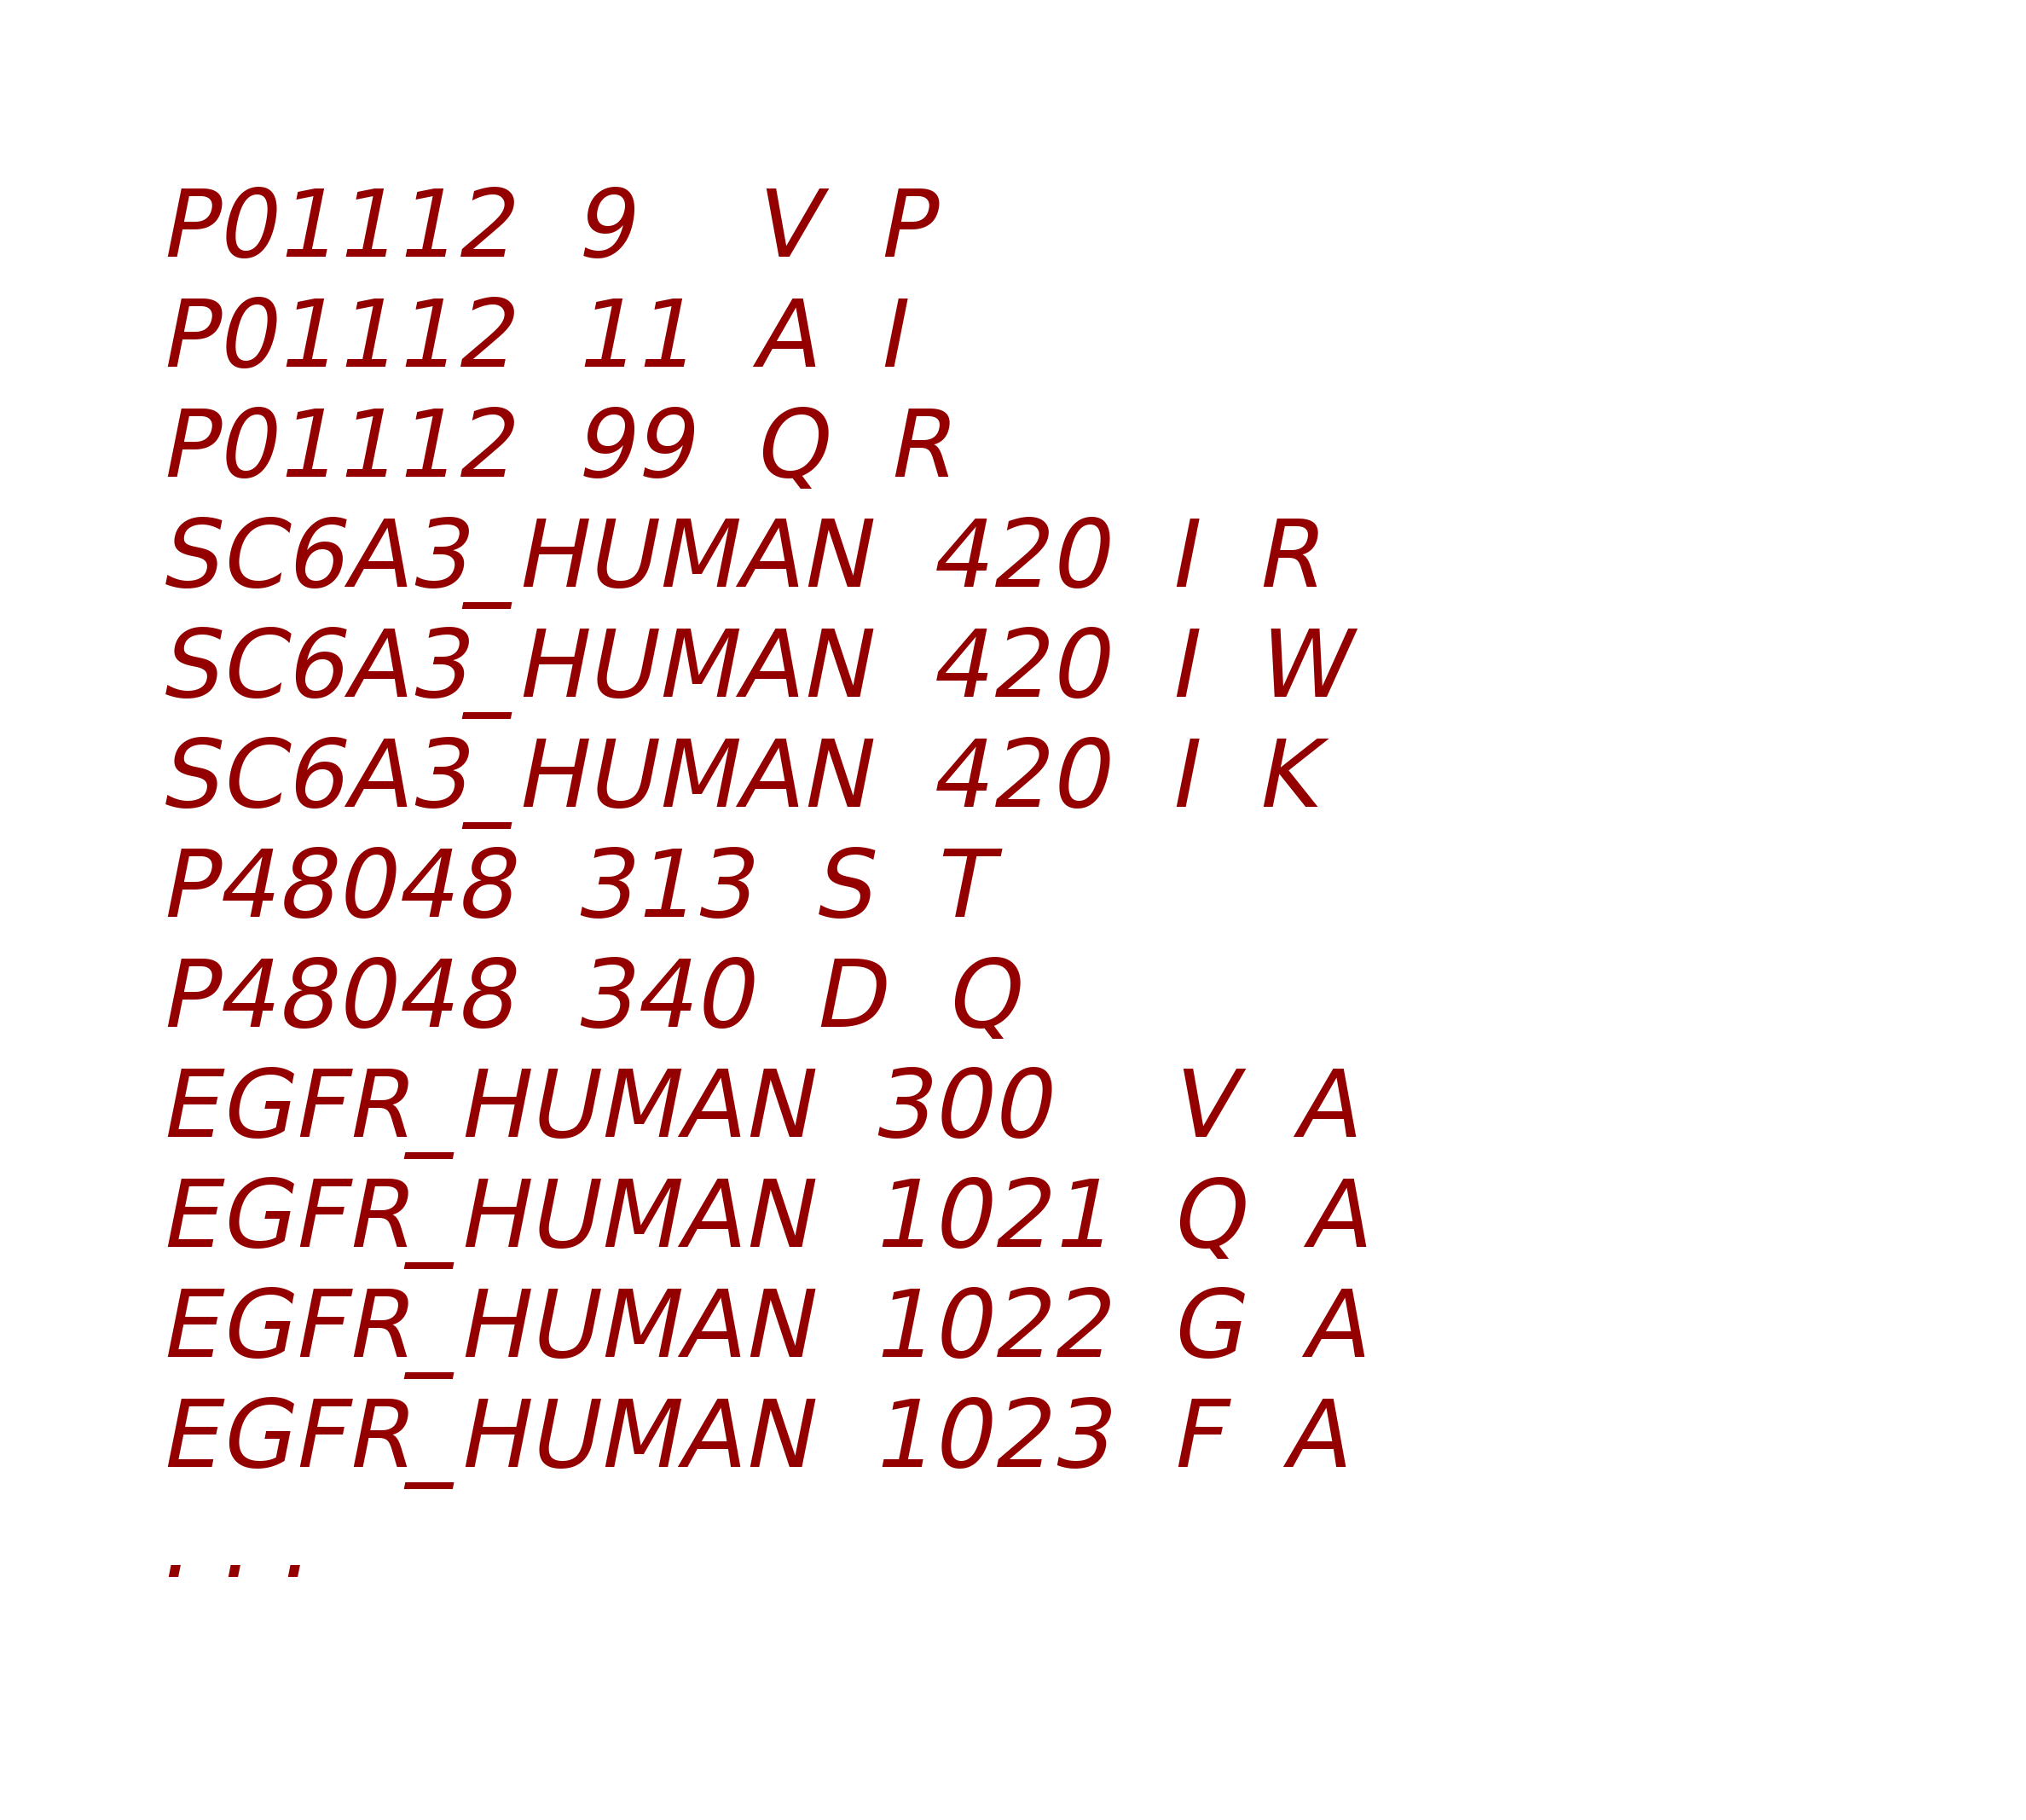 P01112 9 V P
P01112 11 A I
P01112 99 Q R
SC6A3_HUMAN 420 I R
SC6A3_HUMAN 420 I W
SC6A3_HUMAN 420 I K
P48048 313 S T
P48048 340 D Q
EGFR_HUMAN 300 V A
EGFR_HUMAN 1021 Q A
EGFR_HUMAN 1022 G A
EGFR_HUMAN 1023 F A
. . .